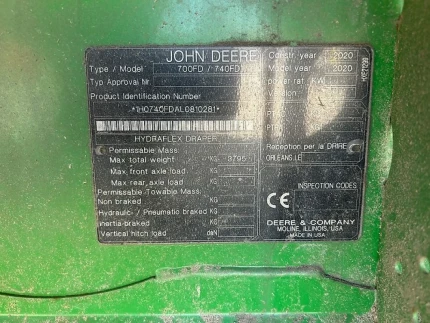 JOHN DEERE
Type / Model 700FD / 740FD
Typ Approval Nr.
Product Identification Number
*1H0740FDAL0810281*
HYDRAFLEX DRAPER
Permissable Mass:
Max total weight KG 3795
Max front axle load KG
Max rear axle load KG
Permissable Towable Mass
Non braked KG
Hydraulic / Pneumatic braked KG
inertia-braked KG
Vertical hitch load daN
Constr. year 2020
Model year 2020
power rat. KW
Version
Reception par la DRIRE
ORLEANS,LE
INSPECTION CODES
CE
DEERE & COMPANY
MOLINE, ILLINOIS, USA
MADE IN USA